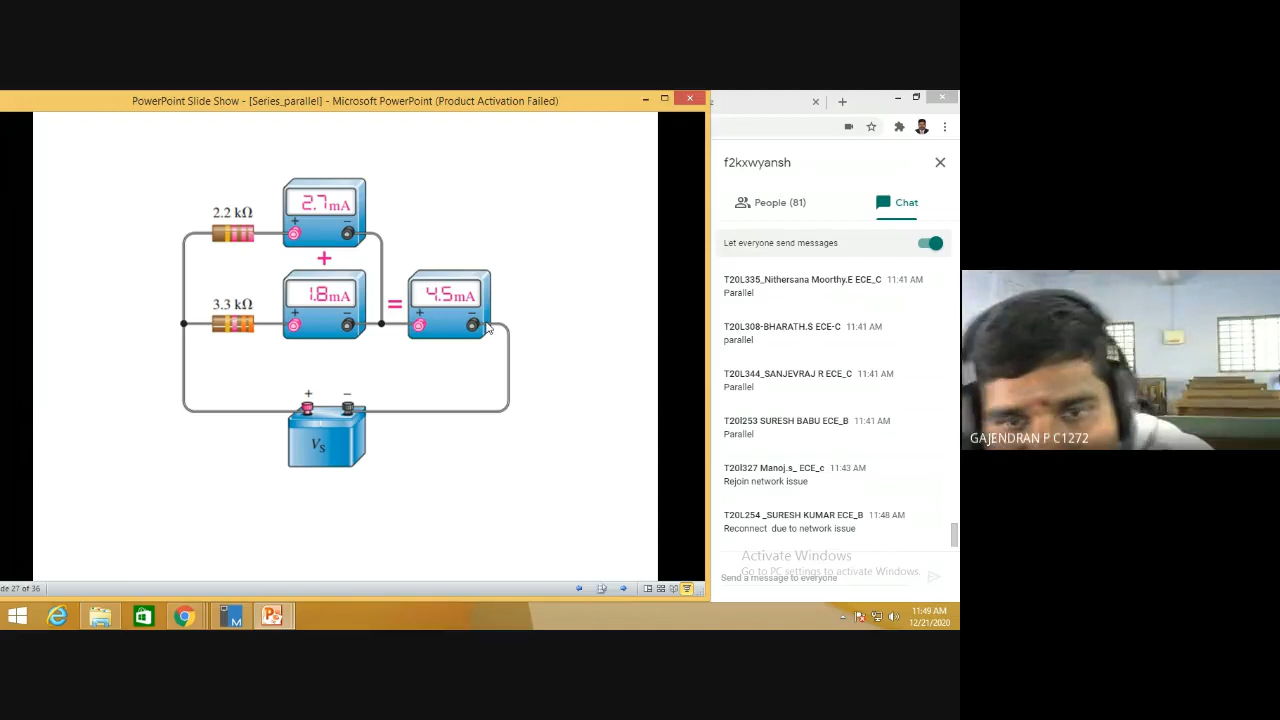 PowerPoint Slide Show - [Series_parallel] - Microsoft PowerPoint (Product Activation Failed)
2.2 kΩ
2.7mA
+ −
+
3.3 kΩ
1.8mA
+ −
=
4.5mA
+ −
+ −
VS
de 27 of 36
f2kxwyansh
People (81)
Chat
Let everyone send messages
T20L335_Nithersana Moorthy.E ECE_C 11:41 AM
Parallel
T20L308-BHARATH.S ECE-C 11:41 AM
parallel
T20L344_SANJEVRAJ R ECE_C 11:41 AM
Parallel
T20l253 SURESH BABU ECE_B 11:41 AM
Parallel
T20l327 Manoj.s_ ECE_c 11:43 AM
Rejoin network issue
T20L254 _SURESH KUMAR ECE_B 11:48 AM
Reconnect due to network issue
Activate Windows
Go to PC settings to activate Windows.
Send a message to everyone
11:49 AM
12/21/2020
GAJENDRAN P C1272